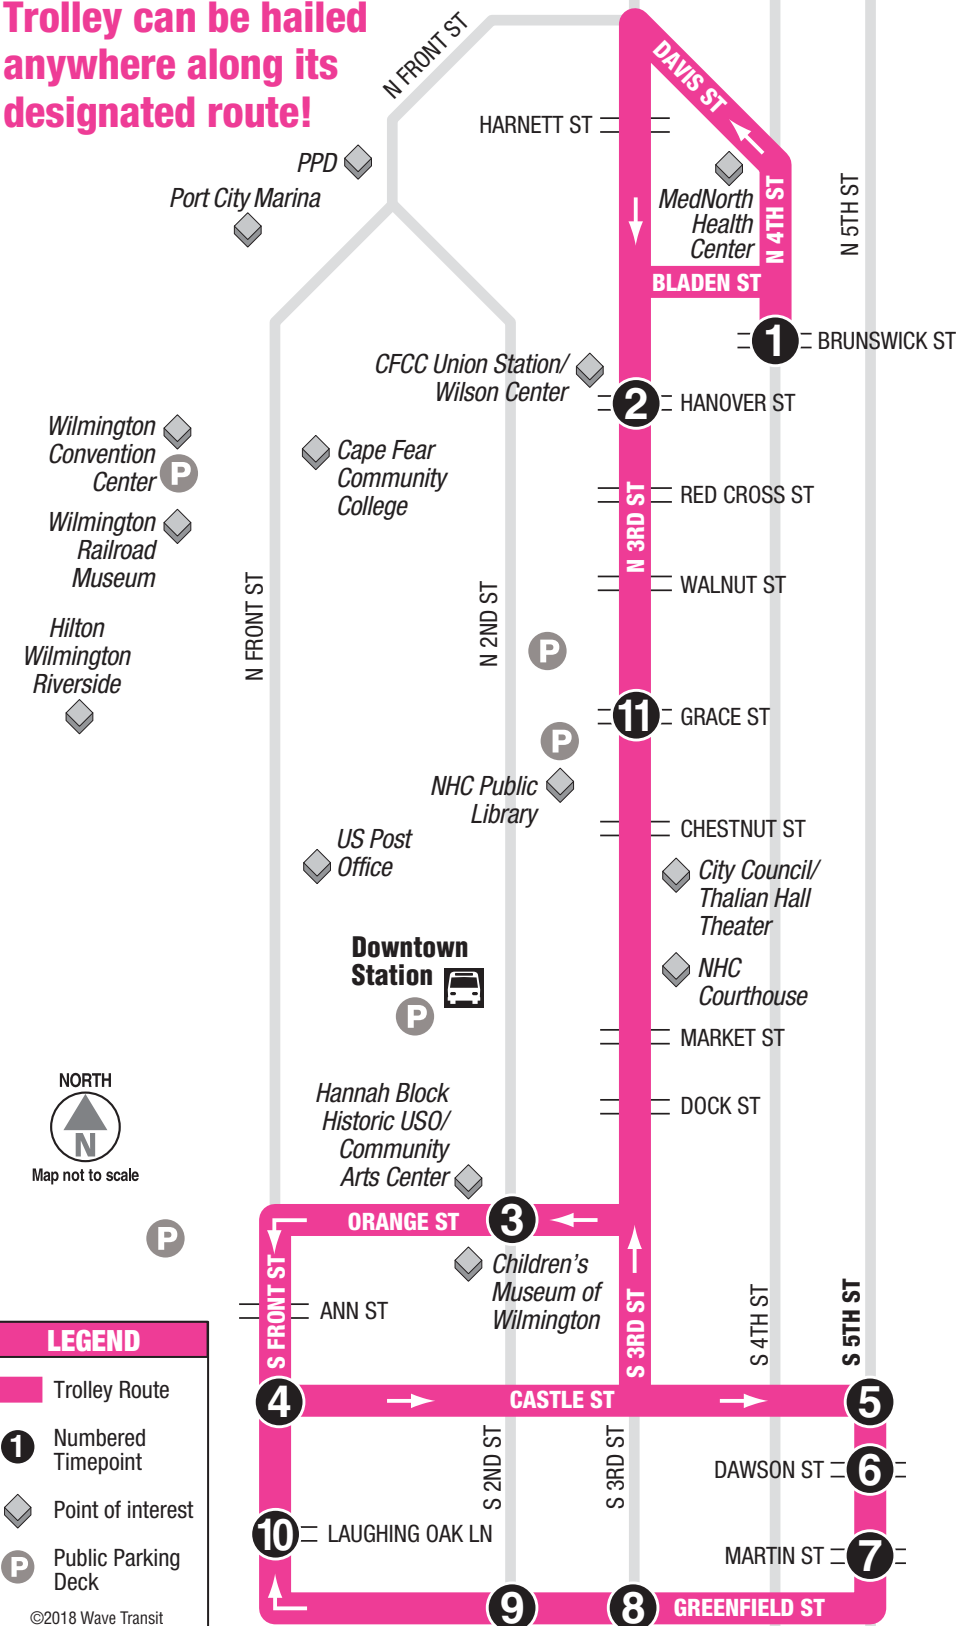 Trolley can be hailed
anywhere along its
designated route!
N FRONT ST
DAVIS ST
HARNETT ST
PPD
Port City Marina
MedNorth
Health
Center
N 4TH ST
N 5TH ST
BLADEN ST
1
BRUNSWICK ST
CFCC Union Station/
Wilson Center
2
HANOVER ST
Wilmington
Convention
Center
P
Cape Fear
Community
College
N 3RD ST
RED CROSS ST
Wilmington
Railroad
Museum
WALNUT ST
N FRONT ST
N 2ND ST
Hilton
Wilmington
Riverside
P
11
GRACE ST
P
NHC Public
Library
CHESTNUT ST
US Post
Office
City Council/
Thalian Hall
Theater
Downtown
Station
P
NHC
Courthouse
MARKET ST
NORTH
N
Map not to scale
Hannah Block
Historic USO/
Community
Arts Center
DOCK ST
P
ORANGE ST
3
Children's
Museum of
Wilmington
S FRONT ST
ANN ST
S 3RD ST
S 4TH ST
S 5TH ST
4
CASTLE ST
5
S 2ND ST
S 3RD ST
DAWSON ST
6
10
LAUGHING OAK LN
MARTIN ST
7
9
8
GREENFIELD ST
LEGEND
Trolley Route
1
Numbered
Timepoint
Point of interest
P
Public Parking
Deck
©2018 Wave Transit